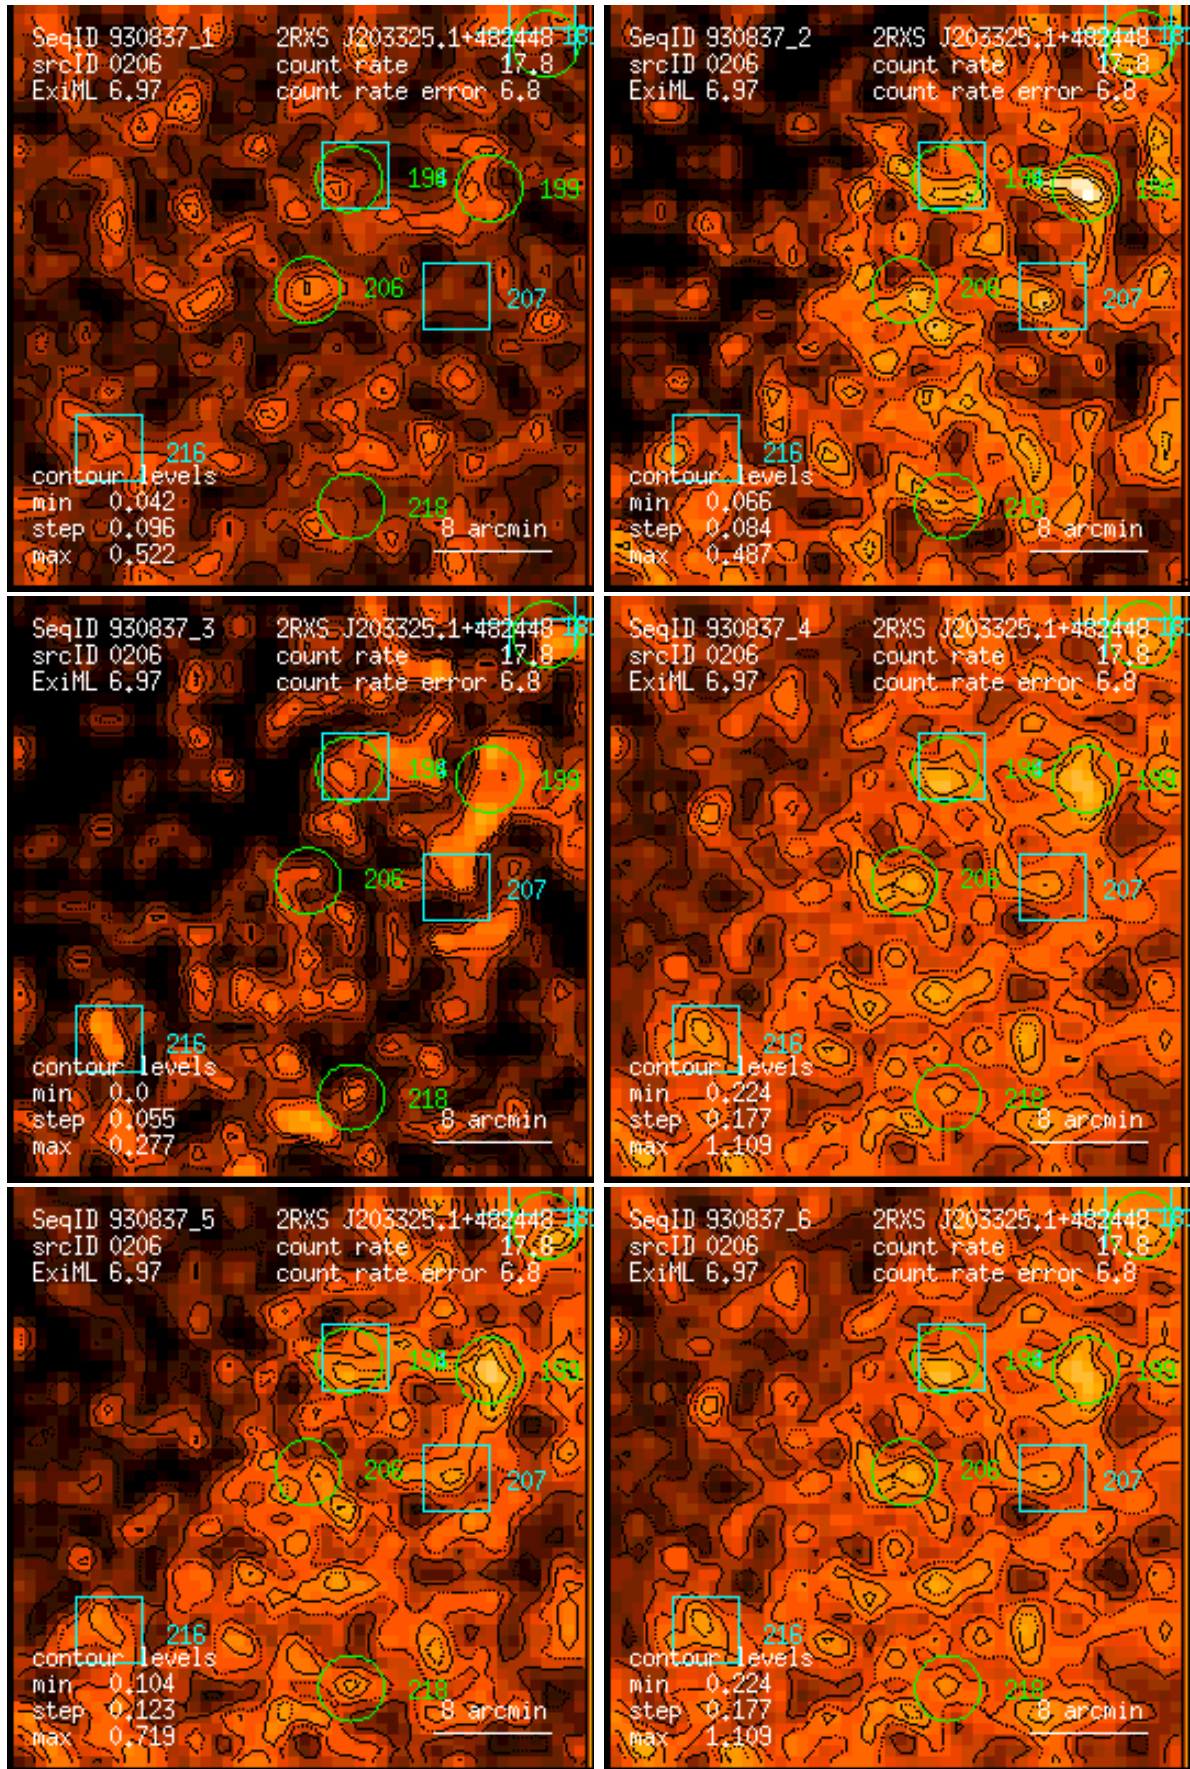 SeqID 930837_1 2RXS J203325.1+482448
srcID 0206 count rate 17.8
ExiML 6.97 count rate error 6.8
194 199
206 207
216
contour levels
min 0.042 218
step 0.096 8 arcmin
max 0.522
SeqID 930837_2 2RXS J203325.1+482448
srcID 0206 count rate 17.8
ExiML 6.97 count rate error 6.8
194 199
206 207
216
contour levels
min 0.066 218
step 0.084 8 arcmin
max 0.487
SeqID 930837_3 2RXS J203325.1+482448
srcID 0206 count rate 17.8
ExiML 6.97 count rate error 6.8
194 199
206 207
216
contour levels
min 0.0 218
step 0.055 8 arcmin
max 0.277
SeqID 930837_4 2RXS J203325.1+482448
srcID 0206 count rate 17.8
ExiML 6.97 count rate error 6.8
194 199
206 207
216
contour levels
min 0.224 218
step 0.177 8 arcmin
max 1.109
SeqID 930837_5 2RXS J203325.1+482448
srcID 0206 count rate 17.8
ExiML 6.97 count rate error 6.8
194 199
206 207
216
contour levels
min 0.104 218
step 0.123 8 arcmin
max 0.719
SeqID 930837_6 2RXS J203325.1+482448
srcID 0206 count rate 17.8
ExiML 6.97 count rate error 6.8
194 199
206 207
216
contour levels
min 0.224 218
step 0.177 8 arcmin
max 1.109